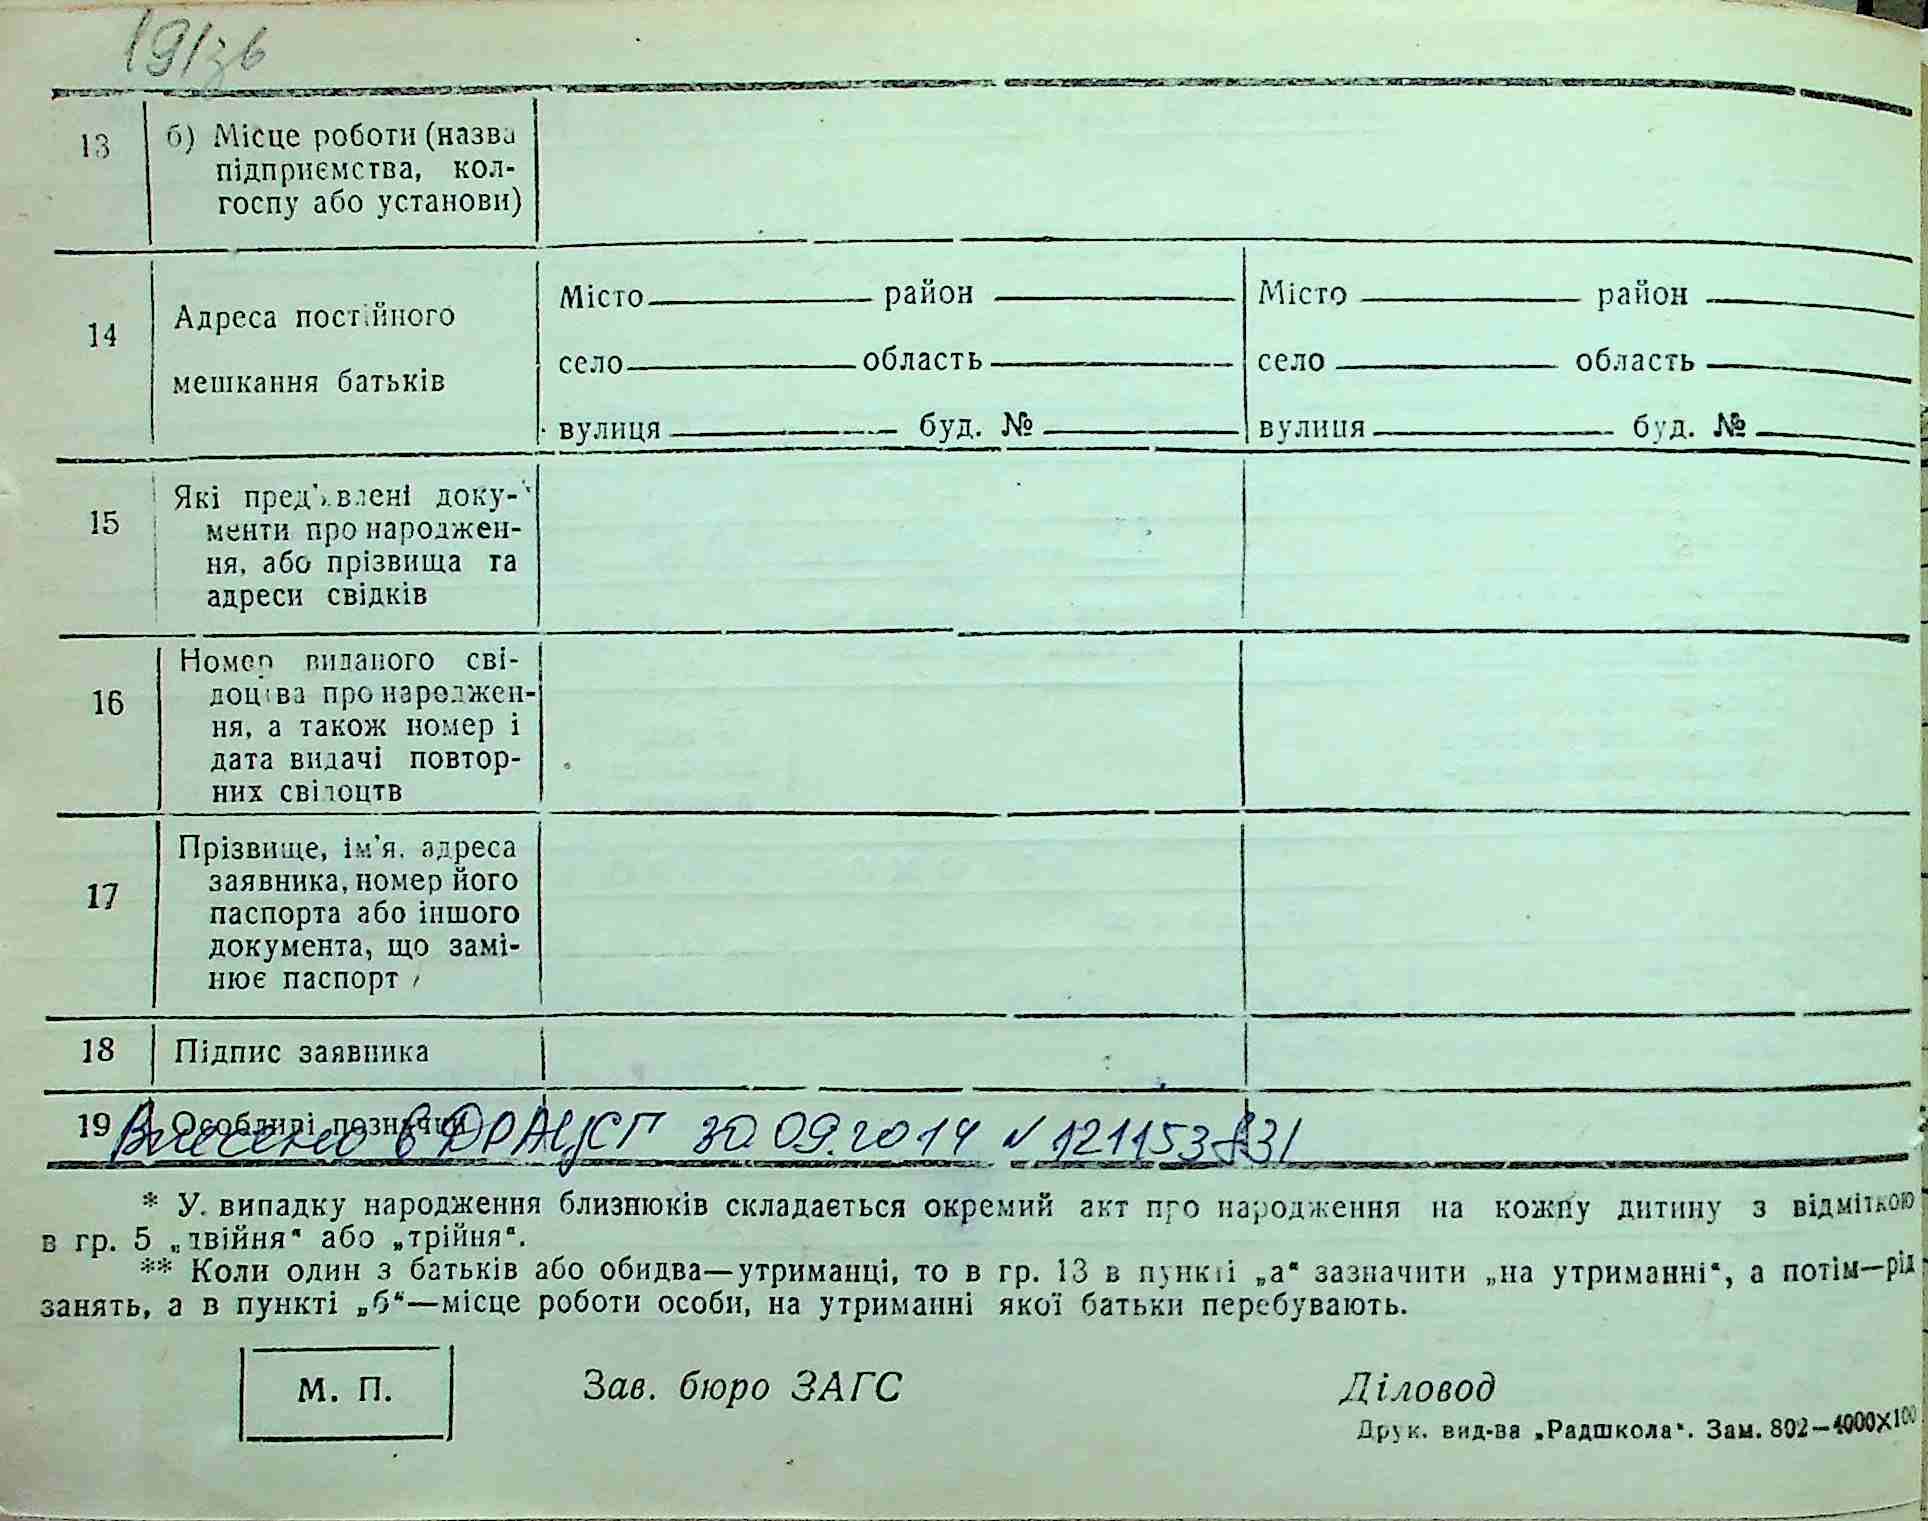 191зв
13 б) Місце роботи (назва
підприємства, кол-
госпу або установи)
14 Адреса постійного
мешкання батьків
Місто район Місто район
село область село область
вулиця буд. № вулиця буд. №
15 Які пред'явлені доку-
менти про народжен-
ня, або прізвища та
адреси свідків
16 Номер виданого сві-
доцтва про народжен-
ня, а також номер і
дата видачі повтор-
них свідоцтв
17 Прізвище, ім'я, адреса
заявника, номер його
паспорта або іншого
документа, що замі-
нює паспорт
18 Підпис заявника
19 Особливі позначки
Внесено в ДРАЦСГ 30.09.2014 № 121153831
* У випадку народження близнюків складається окремий акт про народження на кожну дитину з відміткою
в гр. 5 „двійня“ або „трійня“.
** Коли один з батьків або обидва—утриманці, то в гр. 13 в пункті „а“ зазначити „на утриманні“, а потім—рід
занять, а в пункті „б“—місце роботи особи, на утриманні якої батьки перебувають.
М. П. Зав. бюро ЗАГС Діловод
Друк. вид-ва „Радшкола“. Зам. 802—4000×100